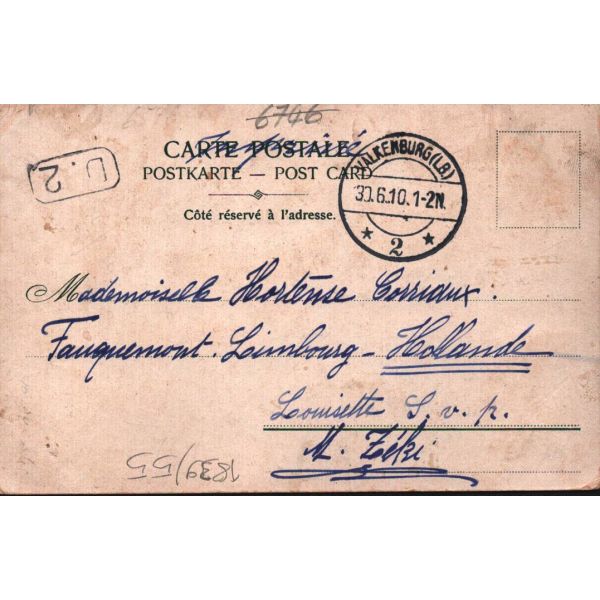 6746
CARTE POSTALE
POSTKARTE — POST CARD
Côté réservé à l'adresse.
VALKENBURG (LB)
30.6.10.1-2N.
* 2 *
U.2
Mademoiselle Hortense Corriaux.
Fauquemont. Limbourg - Hollande
Louisette S. v. p.
M. Zéki
1839/55